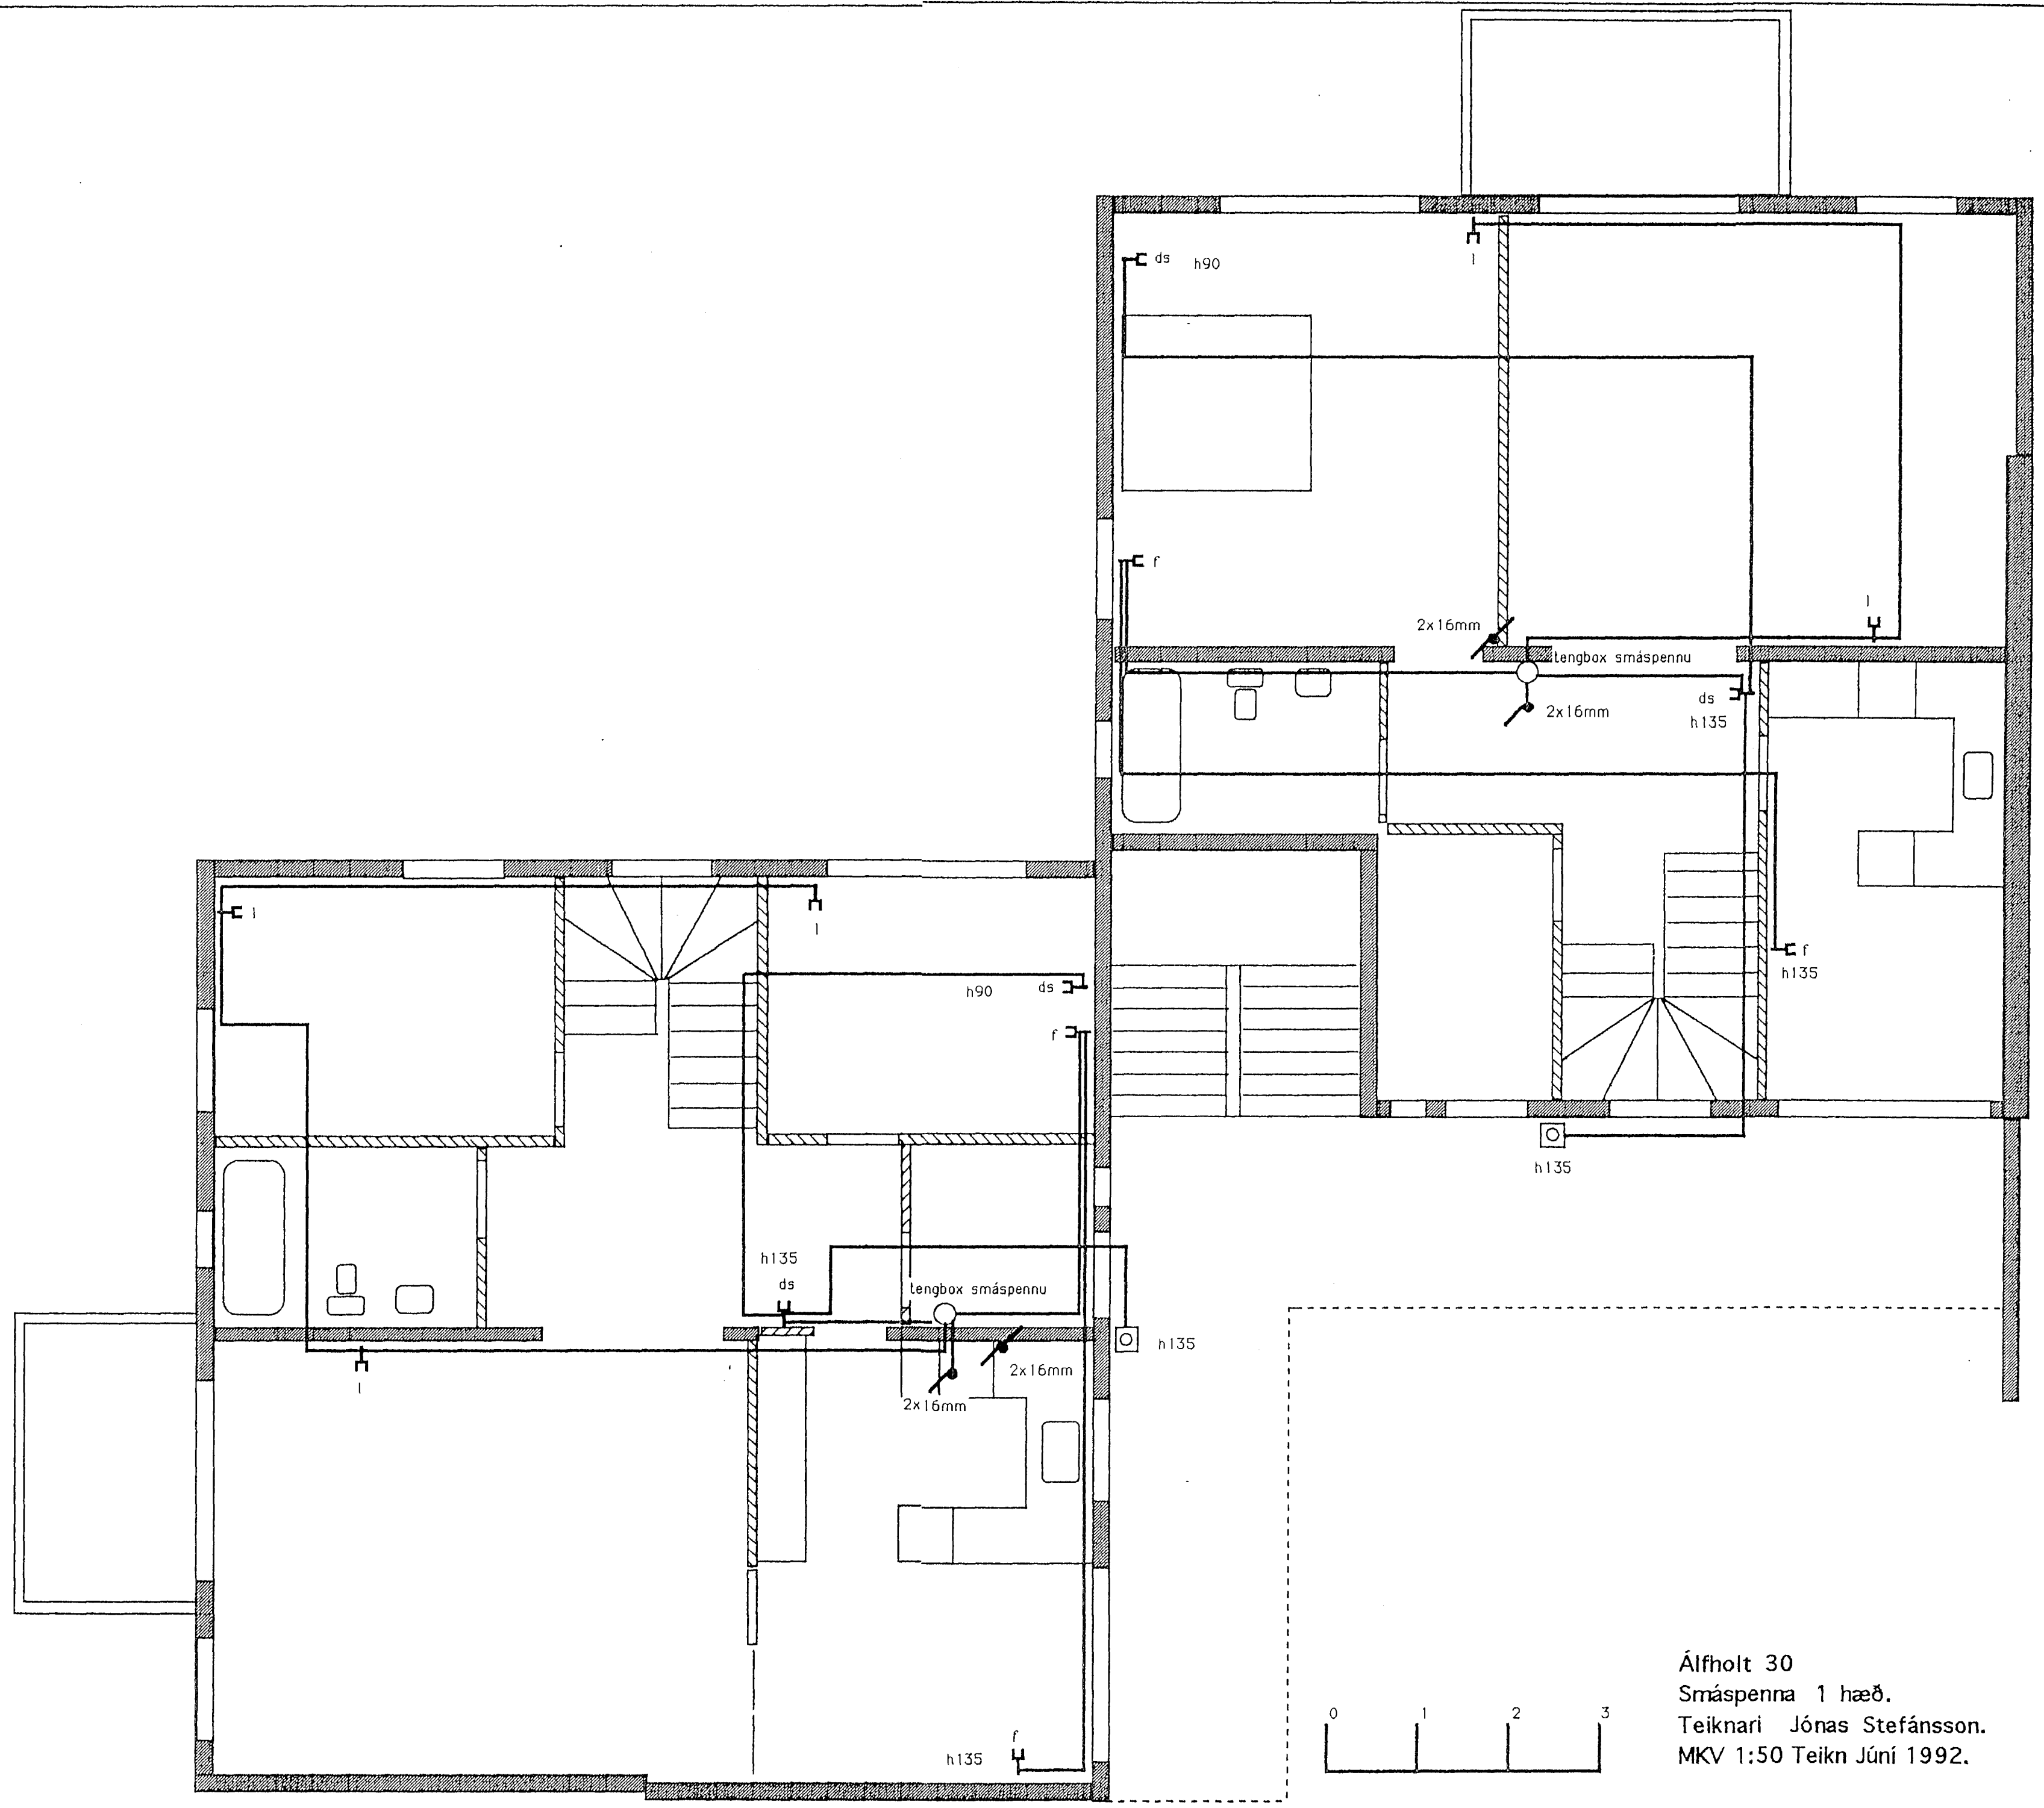 l
ds h90
f
l
2x16mm
tengbox smáspennu
ds
h135
2x16mm
l
l
f
h135
h90 ds
f
h135
h135
ds
tengbox smáspennu
h135
l
2x16mm
2x16mm
f
h135
0 1 2 3
Álfholt 30
Smáspenna 1 hæð.
Teiknari Jónas Stefánsson.
MKV 1:50 Teikn Júní 1992.